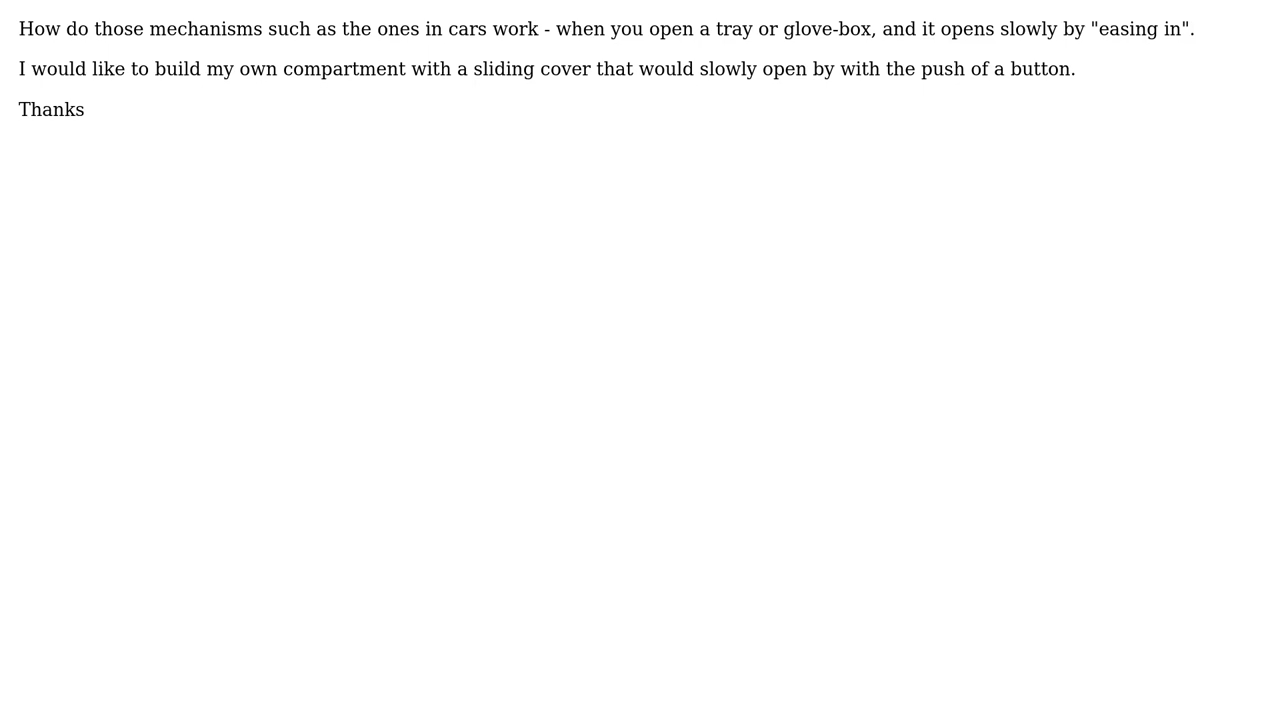 How do those mechanisms such as the ones in cars work - when you open a tray or glove-box, and it opens slowly by "easing in".
I would like to build my own compartment with a sliding cover that would slowly open by with the push of a button.
Thanks